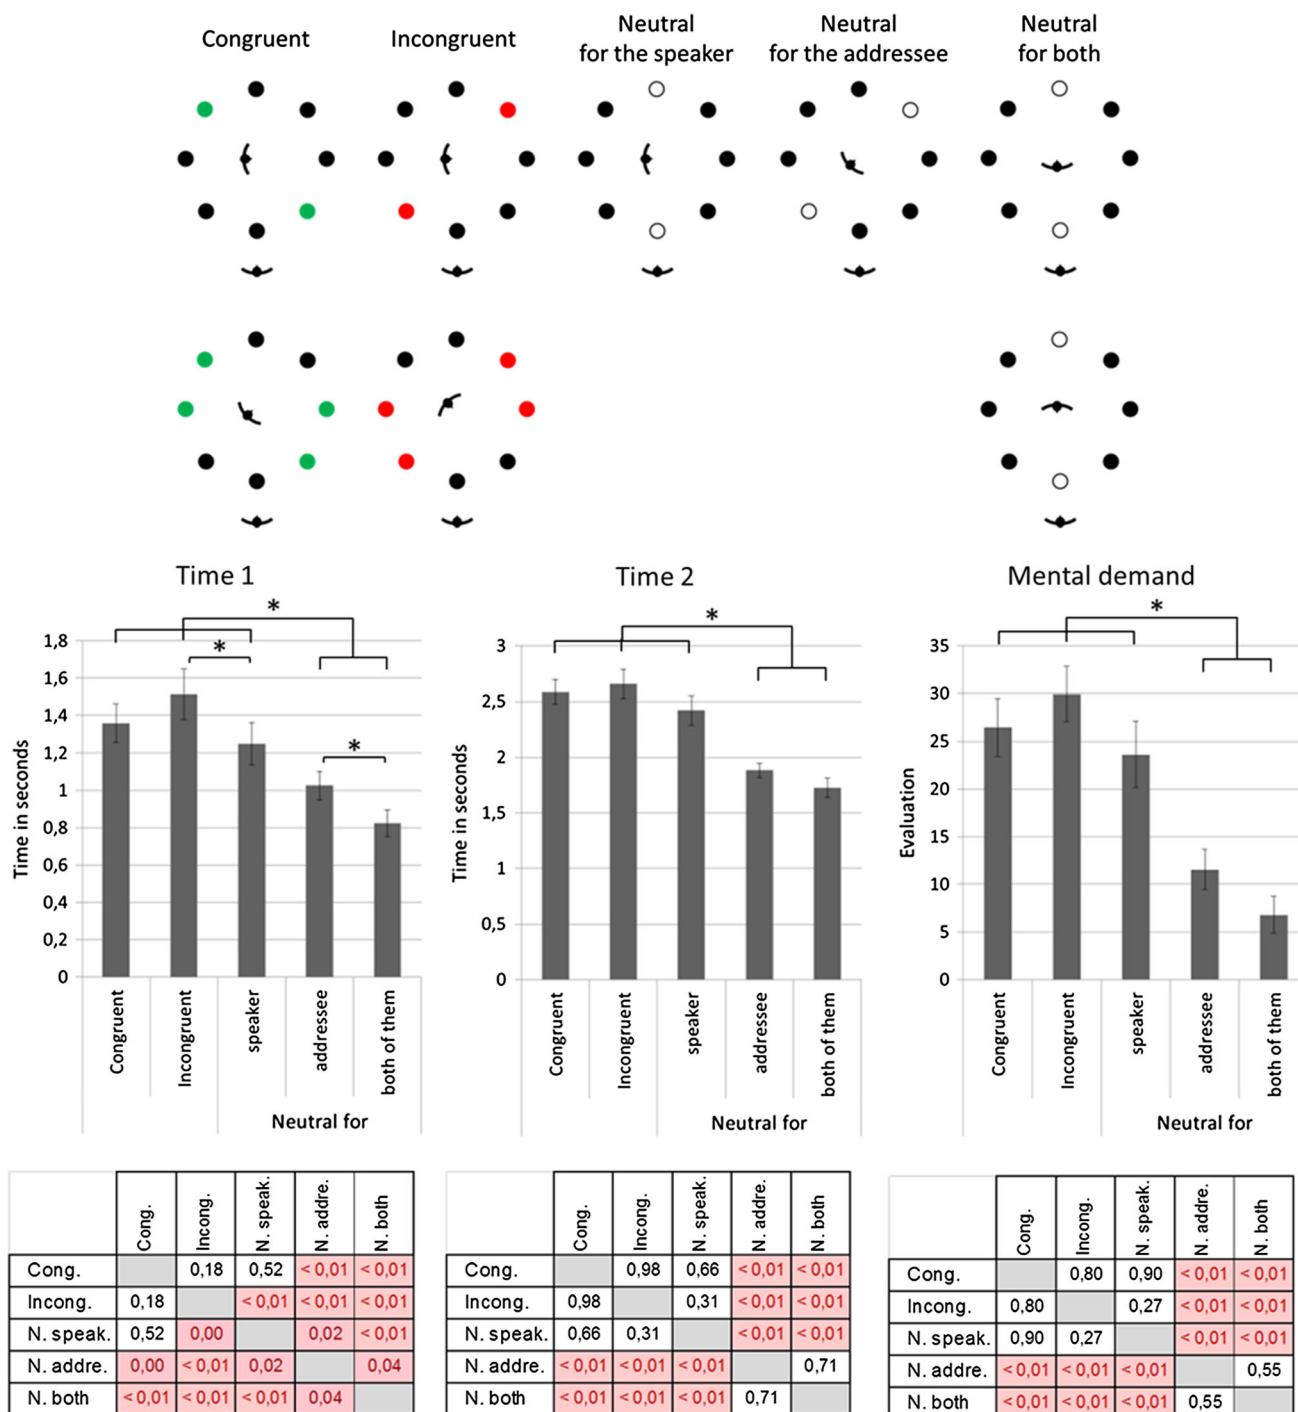 Congruent
Incongruent
Neutral
for the speaker
Neutral
for the addressee
Neutral
for both
Time 1
*
*
*
Time in seconds
1,8
1,6
1,4
1,2
1
0,8
0,6
0,4
0,2
0
Congruent
Incongruent
speaker
addressee
both of them
Neutral for
Time 2
*
Time in seconds
3
2,5
2
1,5
1
0,5
0
Congruent
Incongruent
speaker
addressee
both of them
Neutral for
Mental demand
*
Evaluation
35
30
25
20
15
10
5
0
Congruent
Incongruent
speaker
addressee
both of them
Neutral for
Cong. Incong. N. speak. N. addre. N. both
Cong. 0,18 0,52 < 0,01 < 0,01
Incong. 0,18 < 0,01 < 0,01 < 0,01
N. speak. 0,52 0,00 0,02 < 0,01
N. addre. 0,00 < 0,01 0,02 0,04
N. both < 0,01 < 0,01 < 0,01 0,04
Cong. Incong. N. speak. N. addre. N. both
Cong. 0,98 0,66 < 0,01 < 0,01
Incong. 0,98 0,31 < 0,01 < 0,01
N. speak. 0,66 0,31 < 0,01 < 0,01
N. addre. < 0,01 < 0,01 < 0,01 0,71
N. both < 0,01 < 0,01 < 0,01 0,71
Cong. Incong. N. speak. N. addre. N. both
Cong. 0,80 0,90 < 0,01 < 0,01
Incong. 0,80 0,27 < 0,01 < 0,01
N. speak. 0,90 0,27 < 0,01 < 0,01
N. addre. < 0,01 < 0,01 < 0,01 0,55
N. both < 0,01 < 0,01 < 0,01 0,55